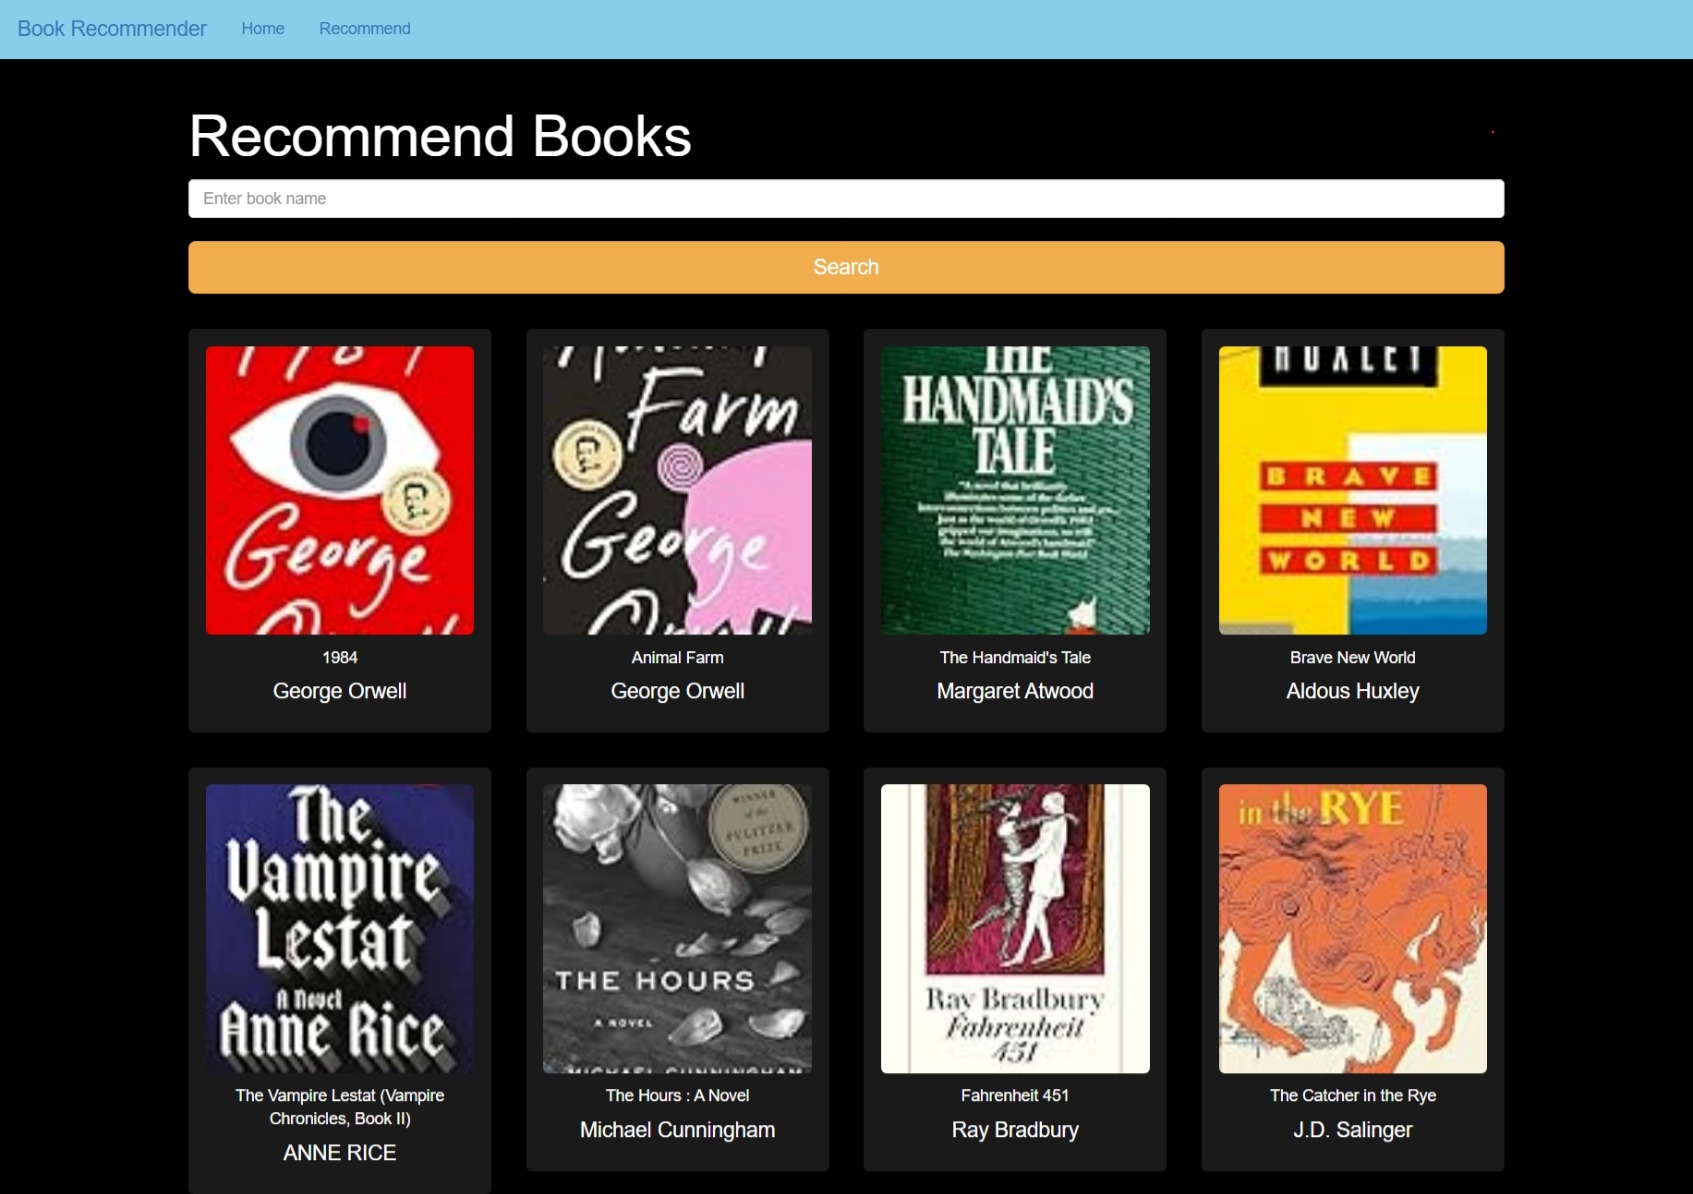 Book Recommender Home Recommend
Recommend Books
Enter book name
Search
George
Farm
George
THE
HANDMAID'S
TALE
HUXLEY
BRAVE
NEW
WORLD
1984
George Orwell
Animal Farm
George Orwell
The Handmaid's Tale
Margaret Atwood
Brave New World
Aldous Huxley
The
Vampire
Lestat
A Novel
Anne Rice
WINNER
of the
PULITZER
PRIZE
THE HOURS
A NOVEL
MICHAEL CUNNINGHAM
Ray Bradbury
Fahrenheit
451
in the RYE
The Vampire Lestat (Vampire
Chronicles, Book II)
ANNE RICE
The Hours : A Novel
Michael Cunningham
Fahrenheit 451
Ray Bradbury
The Catcher in the Rye
J.D. Salinger